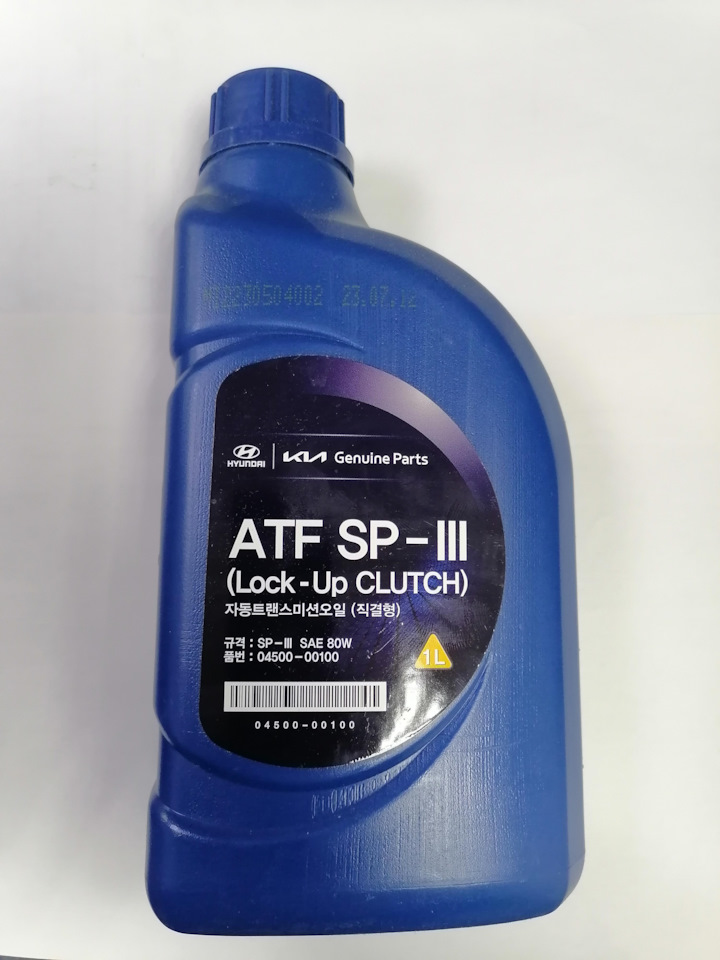 230504002 23.07.12
HYUNDAI KIA Genuine Parts
ATF SP-III
(Lock-Up CLUTCH)
자동트랜스미션오일 (직결형)
규격 : SP-III SAE 80W
품번 : 04500-00100
1L
04500-00100